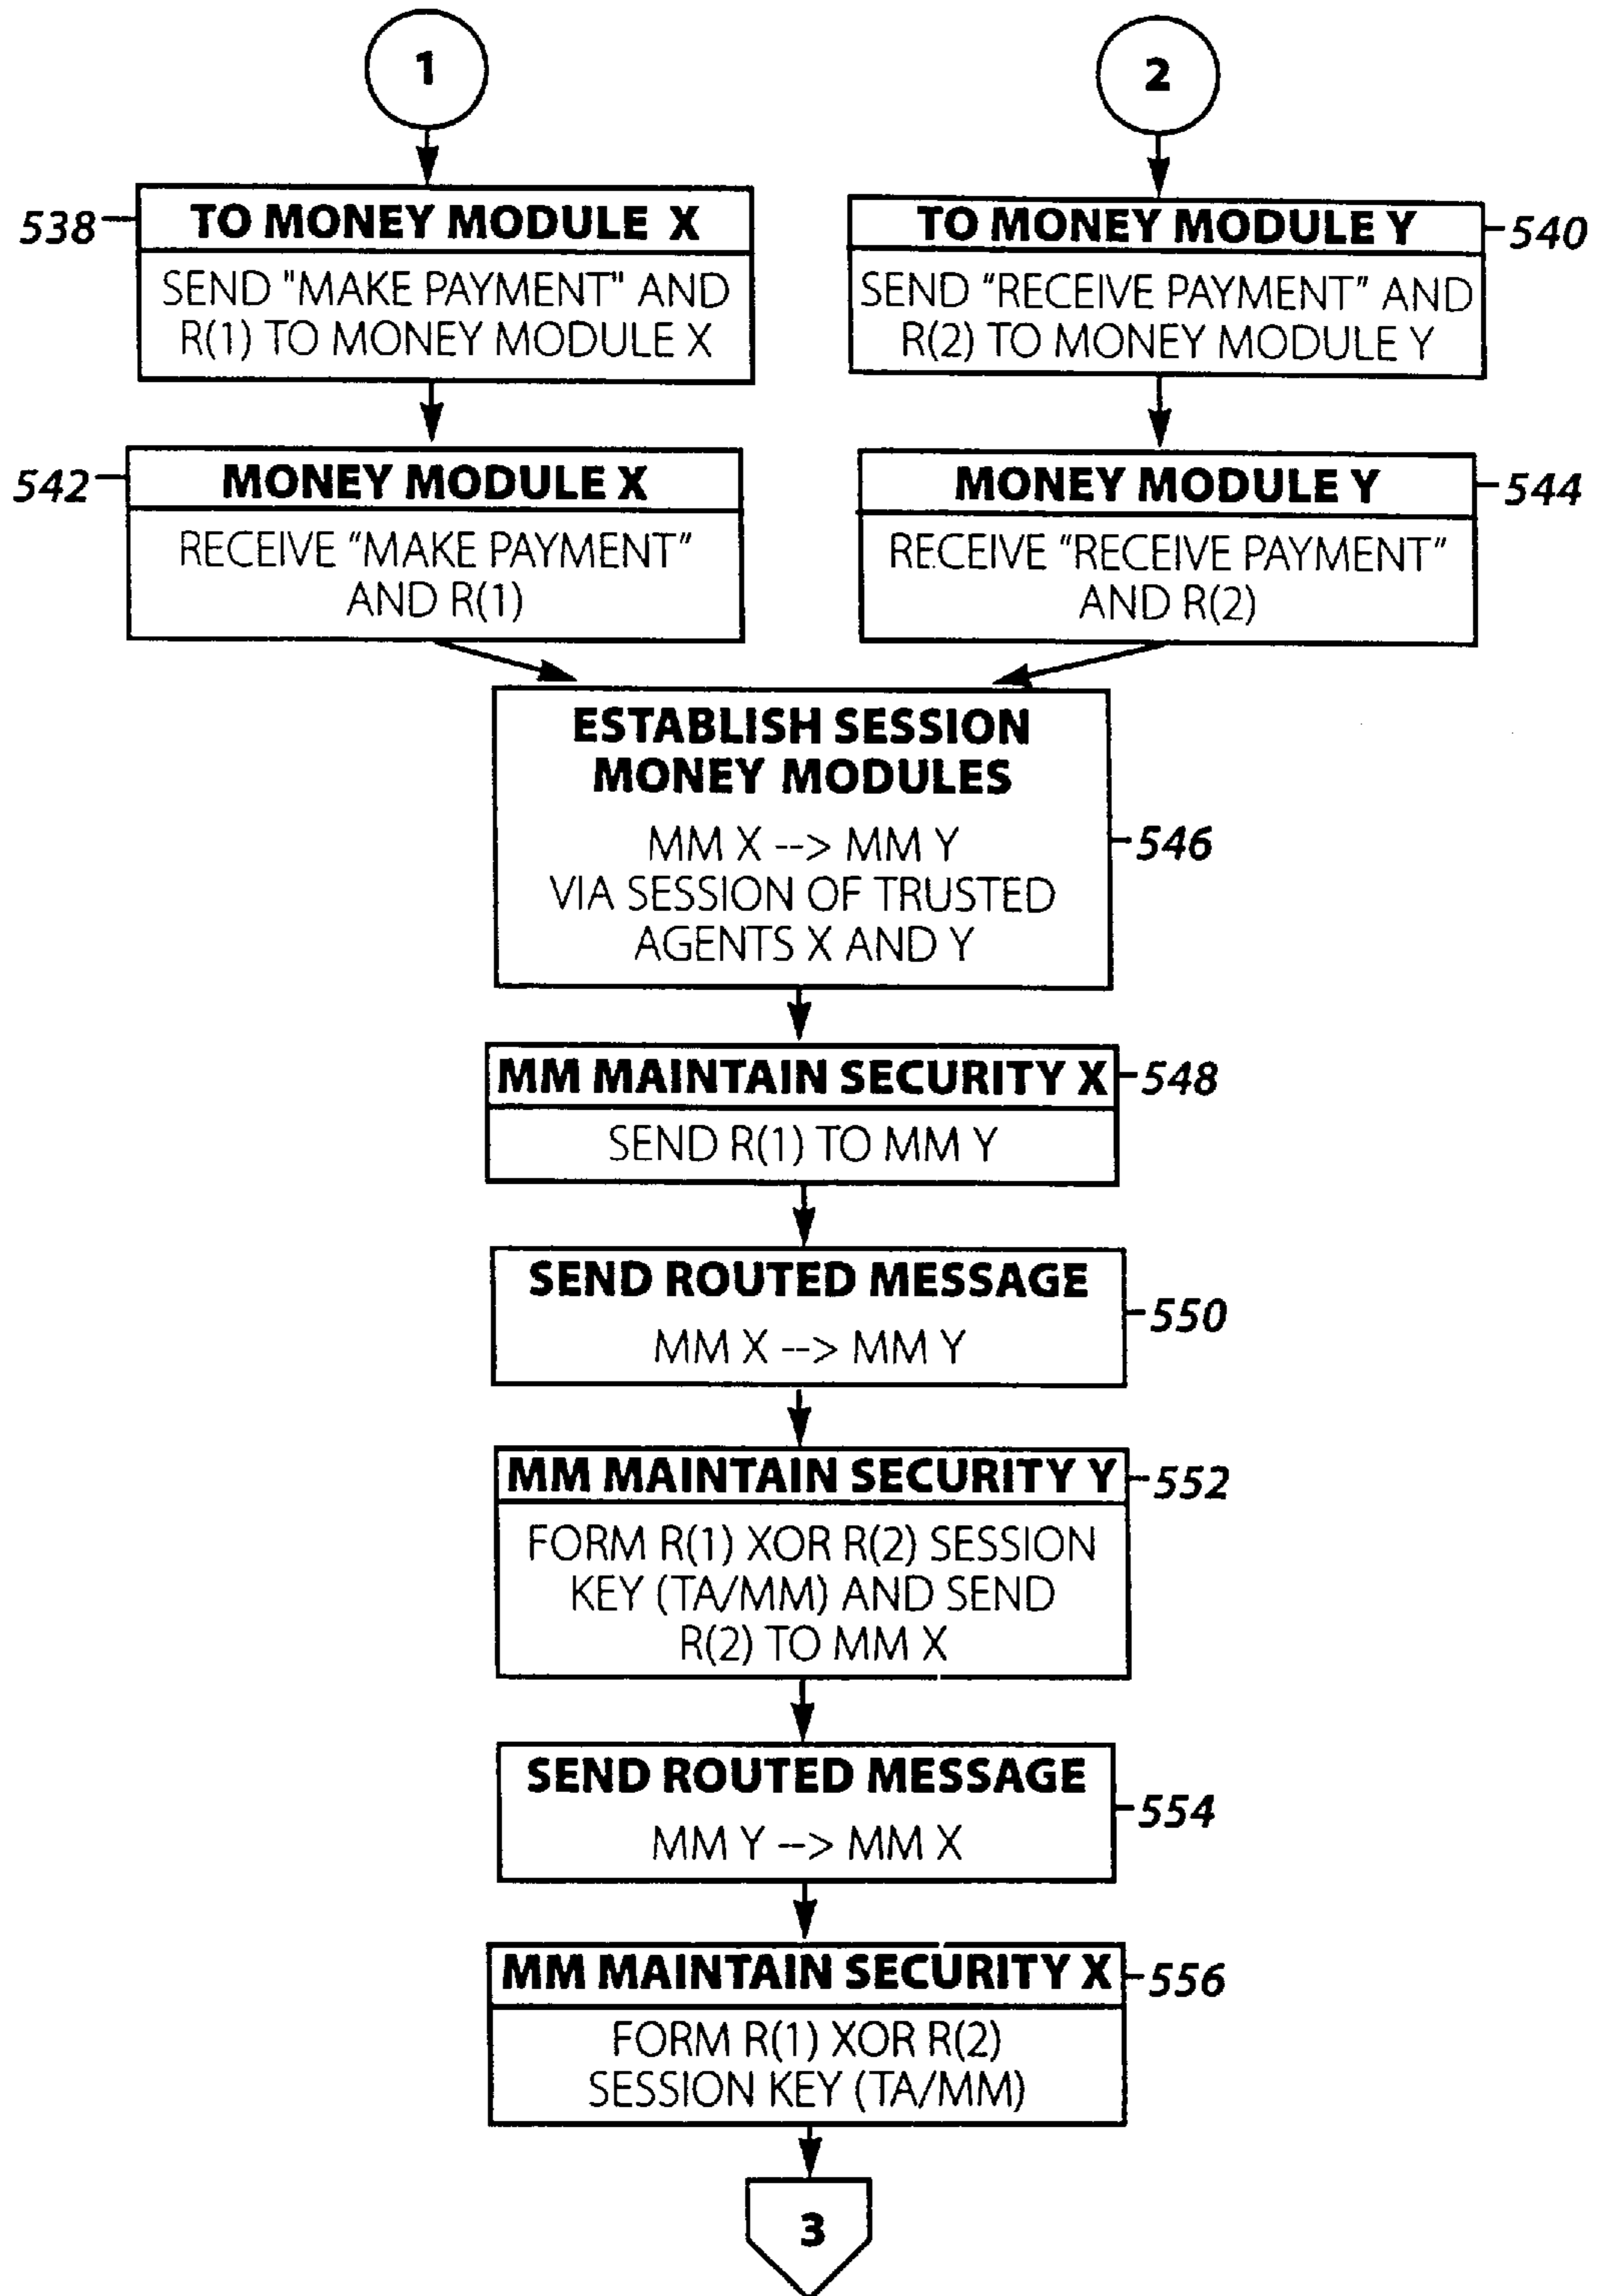 1
2
538
TO MONEY MODULE X
SEND "MAKE PAYMENT" AND
R(1) TO MONEY MODULE X
TO MONEY MODULE Y
540
SEND "RECEIVE PAYMENT" AND
R(2) TO MONEY MODULE Y
542
MONEY MODULE X
RECEIVE "MAKE PAYMENT"
AND R(1)
MONEY MODULE Y
544
RECEIVE "RECEIVE PAYMENT"
AND R(2)
ESTABLISH SESSION
MONEY MODULES
MM X --> MM Y
546
VIA SESSION OF TRUSTED
AGENTS X AND Y
MM MAINTAIN SECURITY X
548
SEND R(1) TO MM Y
SEND ROUTED MESSAGE
550
MM X --> MM Y
MM MAINTAIN SECURITY Y
552
FORM R(1) XOR R(2) SESSION
KEY (TA/MM) AND SEND
R(2) TO MM X
SEND ROUTED MESSAGE
554
MM Y --> MM X
MM MAINTAIN SECURITY X
556
FORM R(1) XOR R(2)
SESSION KEY (TA/MM)
3